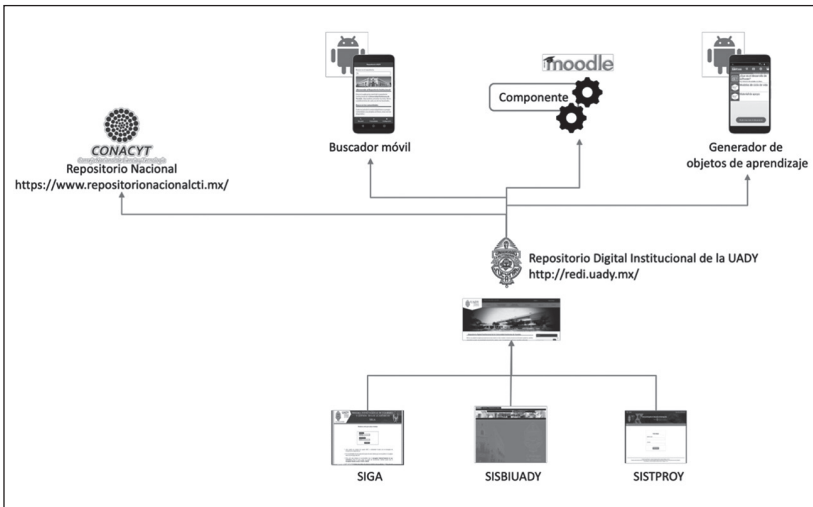 moodle
Componente
CONACYT
Repositorio Nacional
https://www.repositorionacionalcti.mx/
Buscador móvil
Generador de
objetos de aprendizaje
Repositorio Digital Institucional de la UADY
http://redi.uady.mx/
SIGA
SISBIUADY
SISTPROY